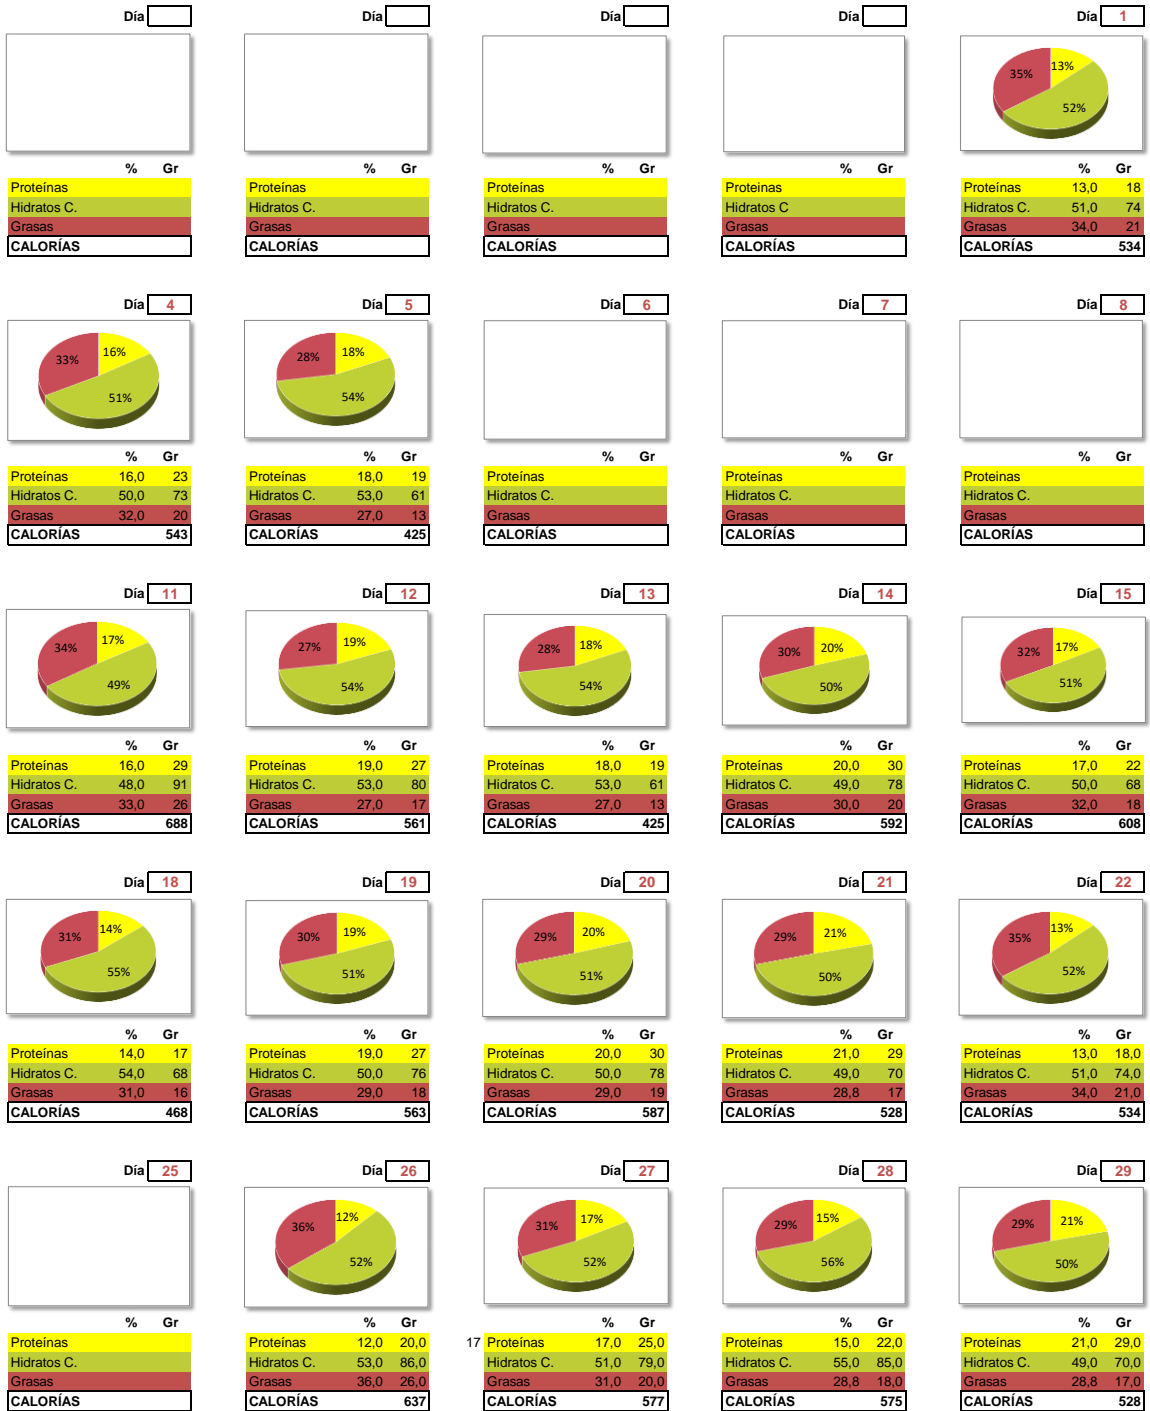 Día Día Día Día Día 1
35% 13%
52%
% Gr % Gr % Gr % Gr % Gr
Proteínas Proteínas Proteínas Proteinas Proteínas 13,0 18
Hidratos C. Hidratos C. Hidratos C. Hidratos C Hidratos C. 51,0 74
Grasas Grasas Grasas Grasas Grasas 34,0 21
CALORÍAS CALORÍAS CALORÍAS CALORÍAS CALORÍAS 534
Día 4 Día 5 Día 6 Día 7 Día 8
33% 16% 28% 18%
51% 54%
% Gr % Gr % Gr % Gr % Gr
Proteínas 16,0 23 Proteínas 18,0 19 Proteínas Proteínas Proteinas
Hidratos C. 50,0 73 Hidratos C. 53,0 61 Hidratos C. Hidratos C. Hidratos C.
Grasas 32,0 20 Grasas 27,0 13 Grasas Grasas Grasas
CALORÍAS 543 CALORÍAS 425 CALORÍAS CALORÍAS CALORÍAS
Día 11 Día 12 Día 13 Día 14 Día 15
34% 17% 27% 19% 28% 18% 30% 20% 32% 17%
49% 54% 54% 50% 51%
% Gr % Gr % Gr % Gr % Gr
Proteínas 16,0 29 Proteínas 19,0 27 Proteínas 18,0 19 Proteínas 20,0 30 Proteínas 17,0 22
Hidratos C. 48,0 91 Hidratos C. 53,0 80 Hidratos C. 53,0 61 Hidratos C. 49,0 78 Hidratos C. 50,0 68
Grasas 33,0 26 Grasas 27,0 17 Grasas 27,0 13 Grasas 30,0 20 Grasas 32,0 18
CALORÍAS 688 CALORÍAS 561 CALORÍAS 425 CALORÍAS 592 CALORÍAS 608
Día 18 Día 19 Día 20 Día 21 Día 22
31% 14% 30% 19% 29% 20% 29% 21% 35% 13%
55% 51% 51% 50% 52%
% Gr % Gr % Gr % Gr % Gr
Proteínas 14,0 17 Proteínas 19,0 27 Proteínas 20,0 30 Proteínas 21,0 29 Proteínas 13,0 18,0
Hidratos C. 54,0 68 Hidratos C. 50,0 76 Hidratos C. 50,0 78 Hidratos C. 49,0 70 Hidratos C. 51,0 74,0
Grasas 31,0 16 Grasas 29,0 18 Grasas 29,0 19 Grasas 28,8 17 Grasas 34,0 21,0
CALORÍAS 468 CALORÍAS 563 CALORÍAS 587 CALORÍAS 528 CALORÍAS 534
Día 25 Día 26 Día 27 Día 28 Día 29
36% 12% 31% 17% 29% 15% 29% 21%
52% 52% 56% 50%
% Gr % Gr % Gr % Gr % Gr
Proteínas Proteínas 12,0 20,0 17 Proteínas 17,0 25,0 Proteínas 15,0 22,0 Proteínas 21,0 29,0
Hidratos C. Hidratos C. 53,0 86,0 Hidratos C. 51,0 79,0 Hidratos C. 55,0 85,0 Hidratos C. 49,0 70,0
Grasas Grasas 36,0 26,0 Grasas 31,0 20,0 Grasas 28,8 18,0 Grasas 28,8 17,0
CALORÍAS CALORÍAS 637 CALORÍAS 577 CALORÍAS 575 CALORÍAS 528